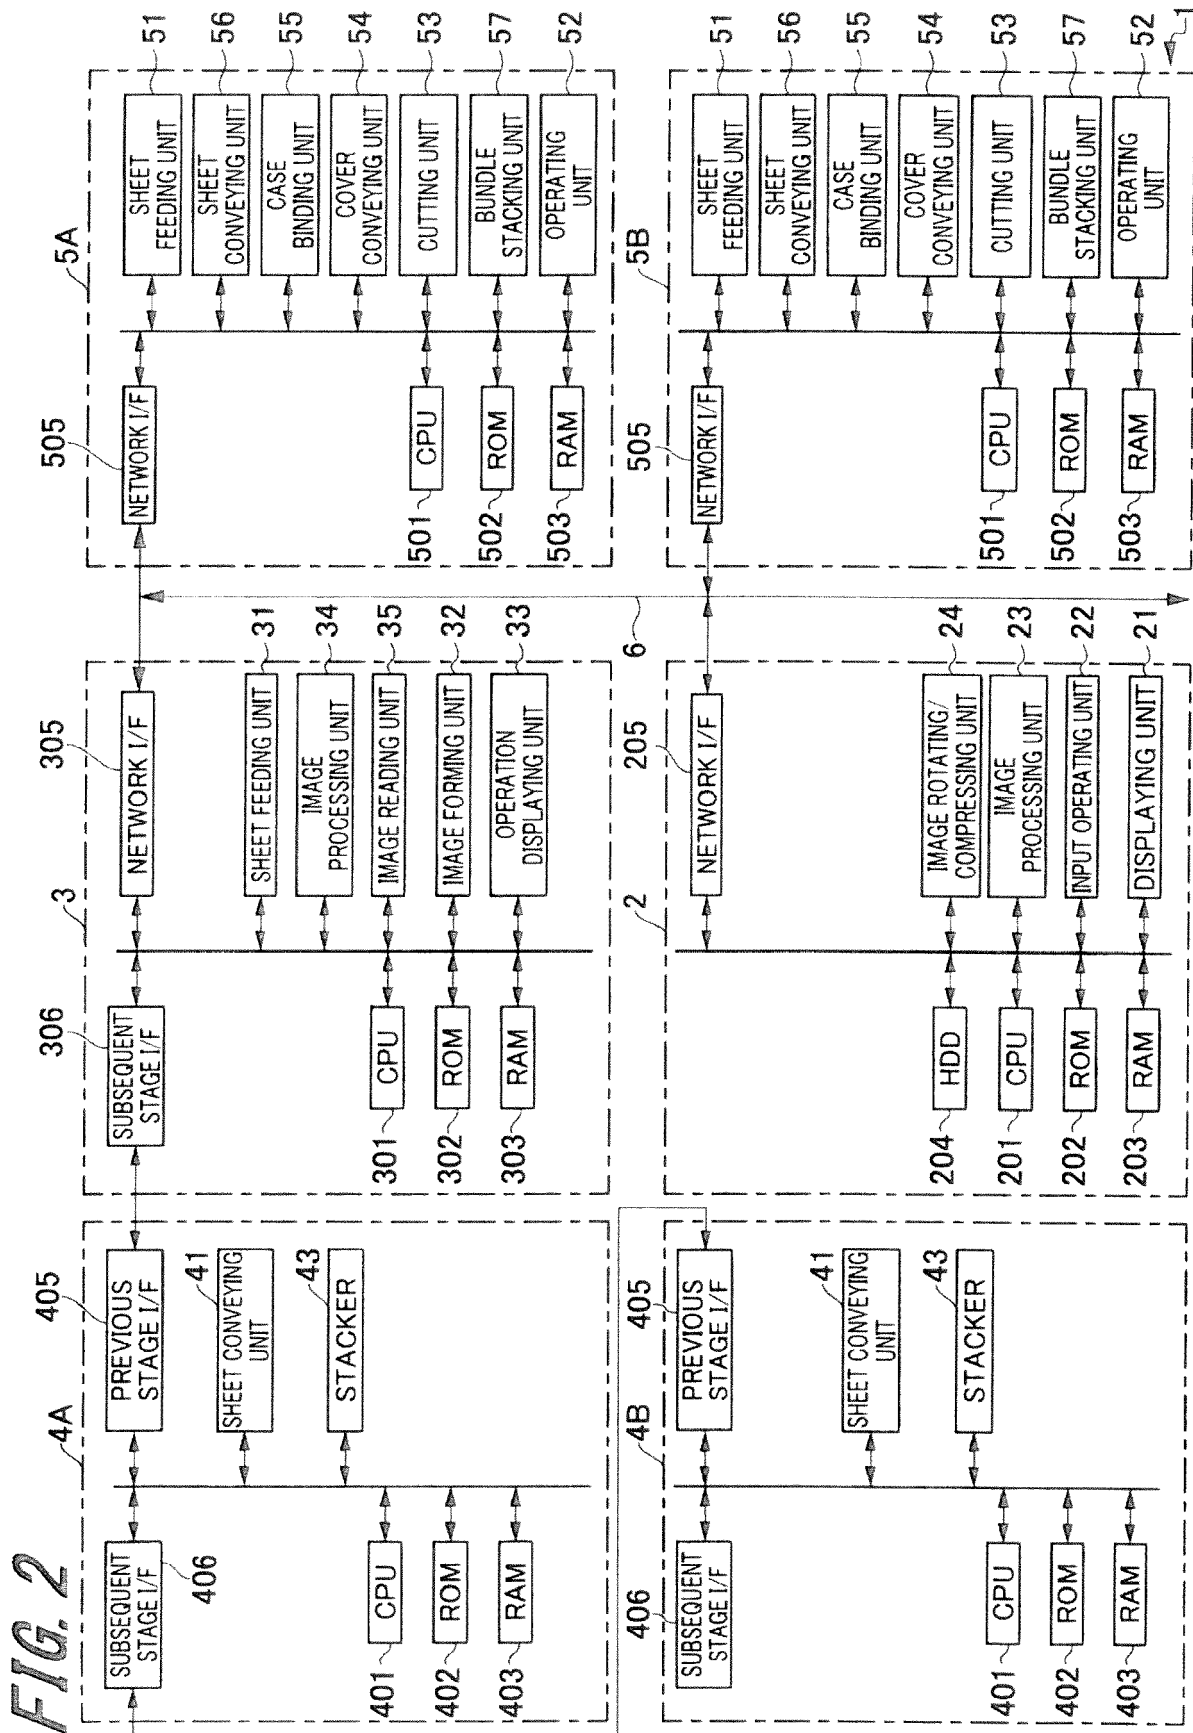 FIG. 2
4A
SUBSEQUENT
STAGE I/F
406
PREVIOUS
STAGE I/F
405
SHEET CONVEYING
UNIT
41
STACKER
43
CPU
401
ROM
402
RAM
403
3
SUBSEQUENT
STAGE I/F
306
NETWORK I/F
305
SHEET FEEDING UNIT
31
IMAGE
PROCESSING UNIT
34
IMAGE READING UNIT
35
IMAGE FORMING UNIT
32
OPERATION
DISPLAYING UNIT
33
CPU
301
ROM
302
RAM
303
5A
NETWORK I/F
505
SHEET
FEEDING UNIT
51
SHEET
CONVEYING UNIT
56
CASE
BINDING UNIT
55
COVER
CONVEYING UNIT
54
CUTTING UNIT
53
BUNDLE
STACKING UNIT
57
OPERATING
UNIT
52
CPU
501
ROM
502
RAM
503
6
4B
SUBSEQUENT
STAGE I/F
406
PREVIOUS
STAGE I/F
405
SHEET CONVEYING
UNIT
41
STACKER
43
CPU
401
ROM
402
RAM
403
2
NETWORK I/F
205
IMAGE ROTATING/
COMPRESSING UNIT
24
IMAGE
PROCESSING UNIT
23
INPUT OPERATING UNIT
22
DISPLAYING UNIT
21
HDD
204
CPU
201
ROM
202
RAM
203
5B
NETWORK I/F
505
SHEET
FEEDING UNIT
51
SHEET
CONVEYING UNIT
56
CASE
BINDING UNIT
55
COVER
CONVEYING UNIT
54
CUTTING UNIT
53
BUNDLE
STACKING UNIT
57
OPERATING
UNIT
52
CPU
501
ROM
502
RAM
503
1